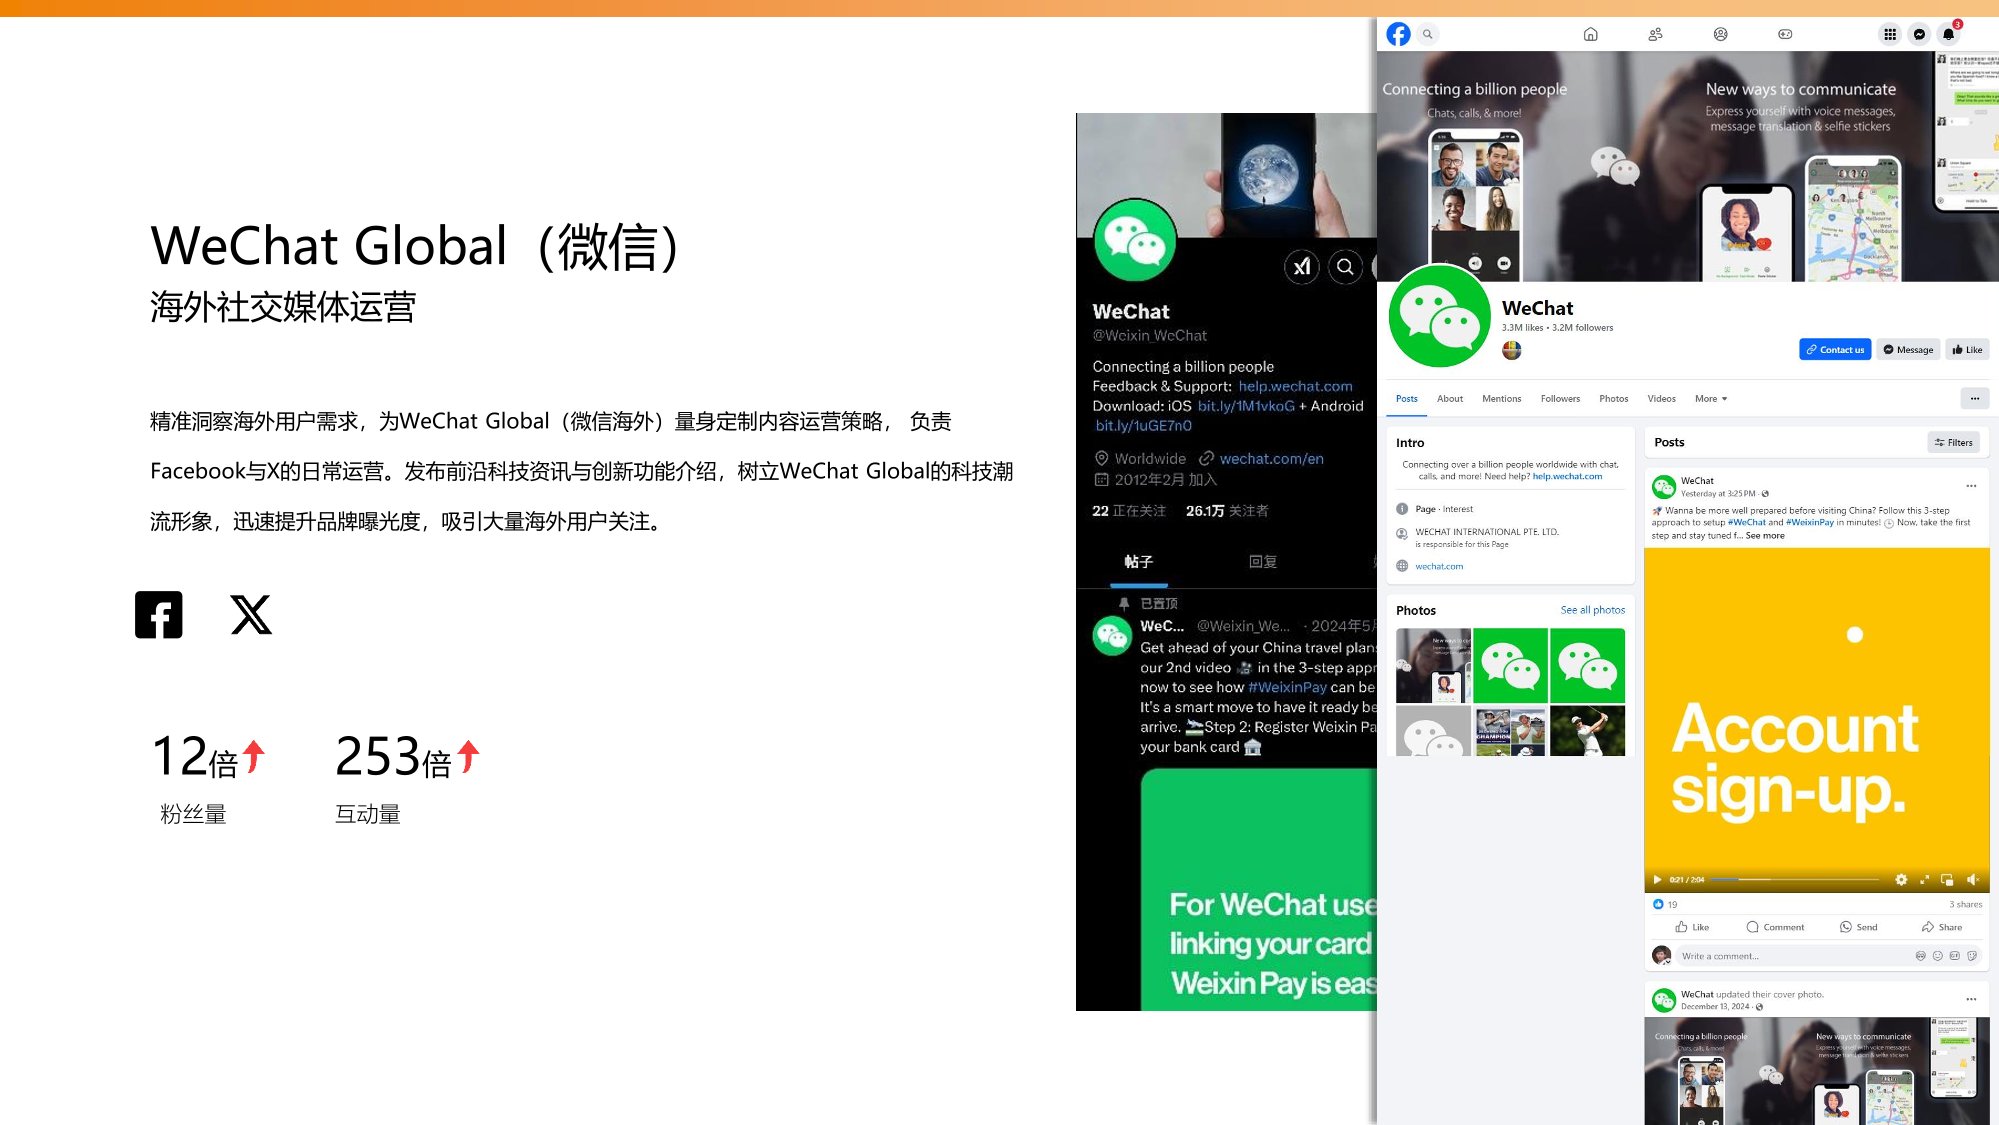 WeChat Global（微信）
海外社交媒体运营
精准洞察海外用户需求，为WeChat Global（微信海外）量身定制内容运营策略， 负责
Facebook与X的日常运营。发布前沿科技资讯与创新功能介绍，树立WeChat Global的科技潮
流形象，迅速提升品牌曝光度，吸引大量海外用户关注。
12倍
粉丝量
253倍
互动量
WeChat
@Weixin_WeChat
Connecting a billion people
Feedback & Support: help.wechat.com
Download: iOS bit.ly/1M1vkoG + Android
bit.ly/1uGE7n0
Worldwide wechat.com/en
2012年2月 加入
22 正在关注 26.1万 关注者
帖子 回复
已置顶
WeC... @Weixin_We... · 2024年5
Get ahead of your China travel plans
our 2nd video in the 3-step appr
now to see how #WeixinPay can be
It's a smart move to have it ready be
arrive. Step 2: Register Weixin Pa
your bank card
For WeChat use
linking your card
Weixin Pay is eas
3
Connecting a billion people
Chats, calls, & more!
New ways to communicate
Express yourself with voice messages,
message translation & selfie stickers
WeChat
3.3M likes • 3.2M followers
Contact us Message Like
Posts About Mentions Followers Photos Videos More
Intro
Connecting over a billion people worldwide with chat,
calls, and more! Need help? help.wechat.com
Page · Interest
WECHAT INTERNATIONAL PTE. LTD.
is responsible for this Page
wechat.com
Photos See all photos
Posts Filters
WeChat
Yesterday at 3:25 PM ·
Wanna be more well prepared before visiting China? Follow this 3-step
approach to setup #WeChat and #WeixinPay in minutes! Now, take the first
step and stay tuned f... See more
Account
sign-up.
0:21 / 2:04
19 3 shares
Like Comment Send Share
Write a comment...
WeChat updated their cover photo.
December 13, 2024 ·
Connecting a billion people
Chats, calls, & more!
New ways to communicate
Express yourself with voice messages,
message translation & selfie stickers